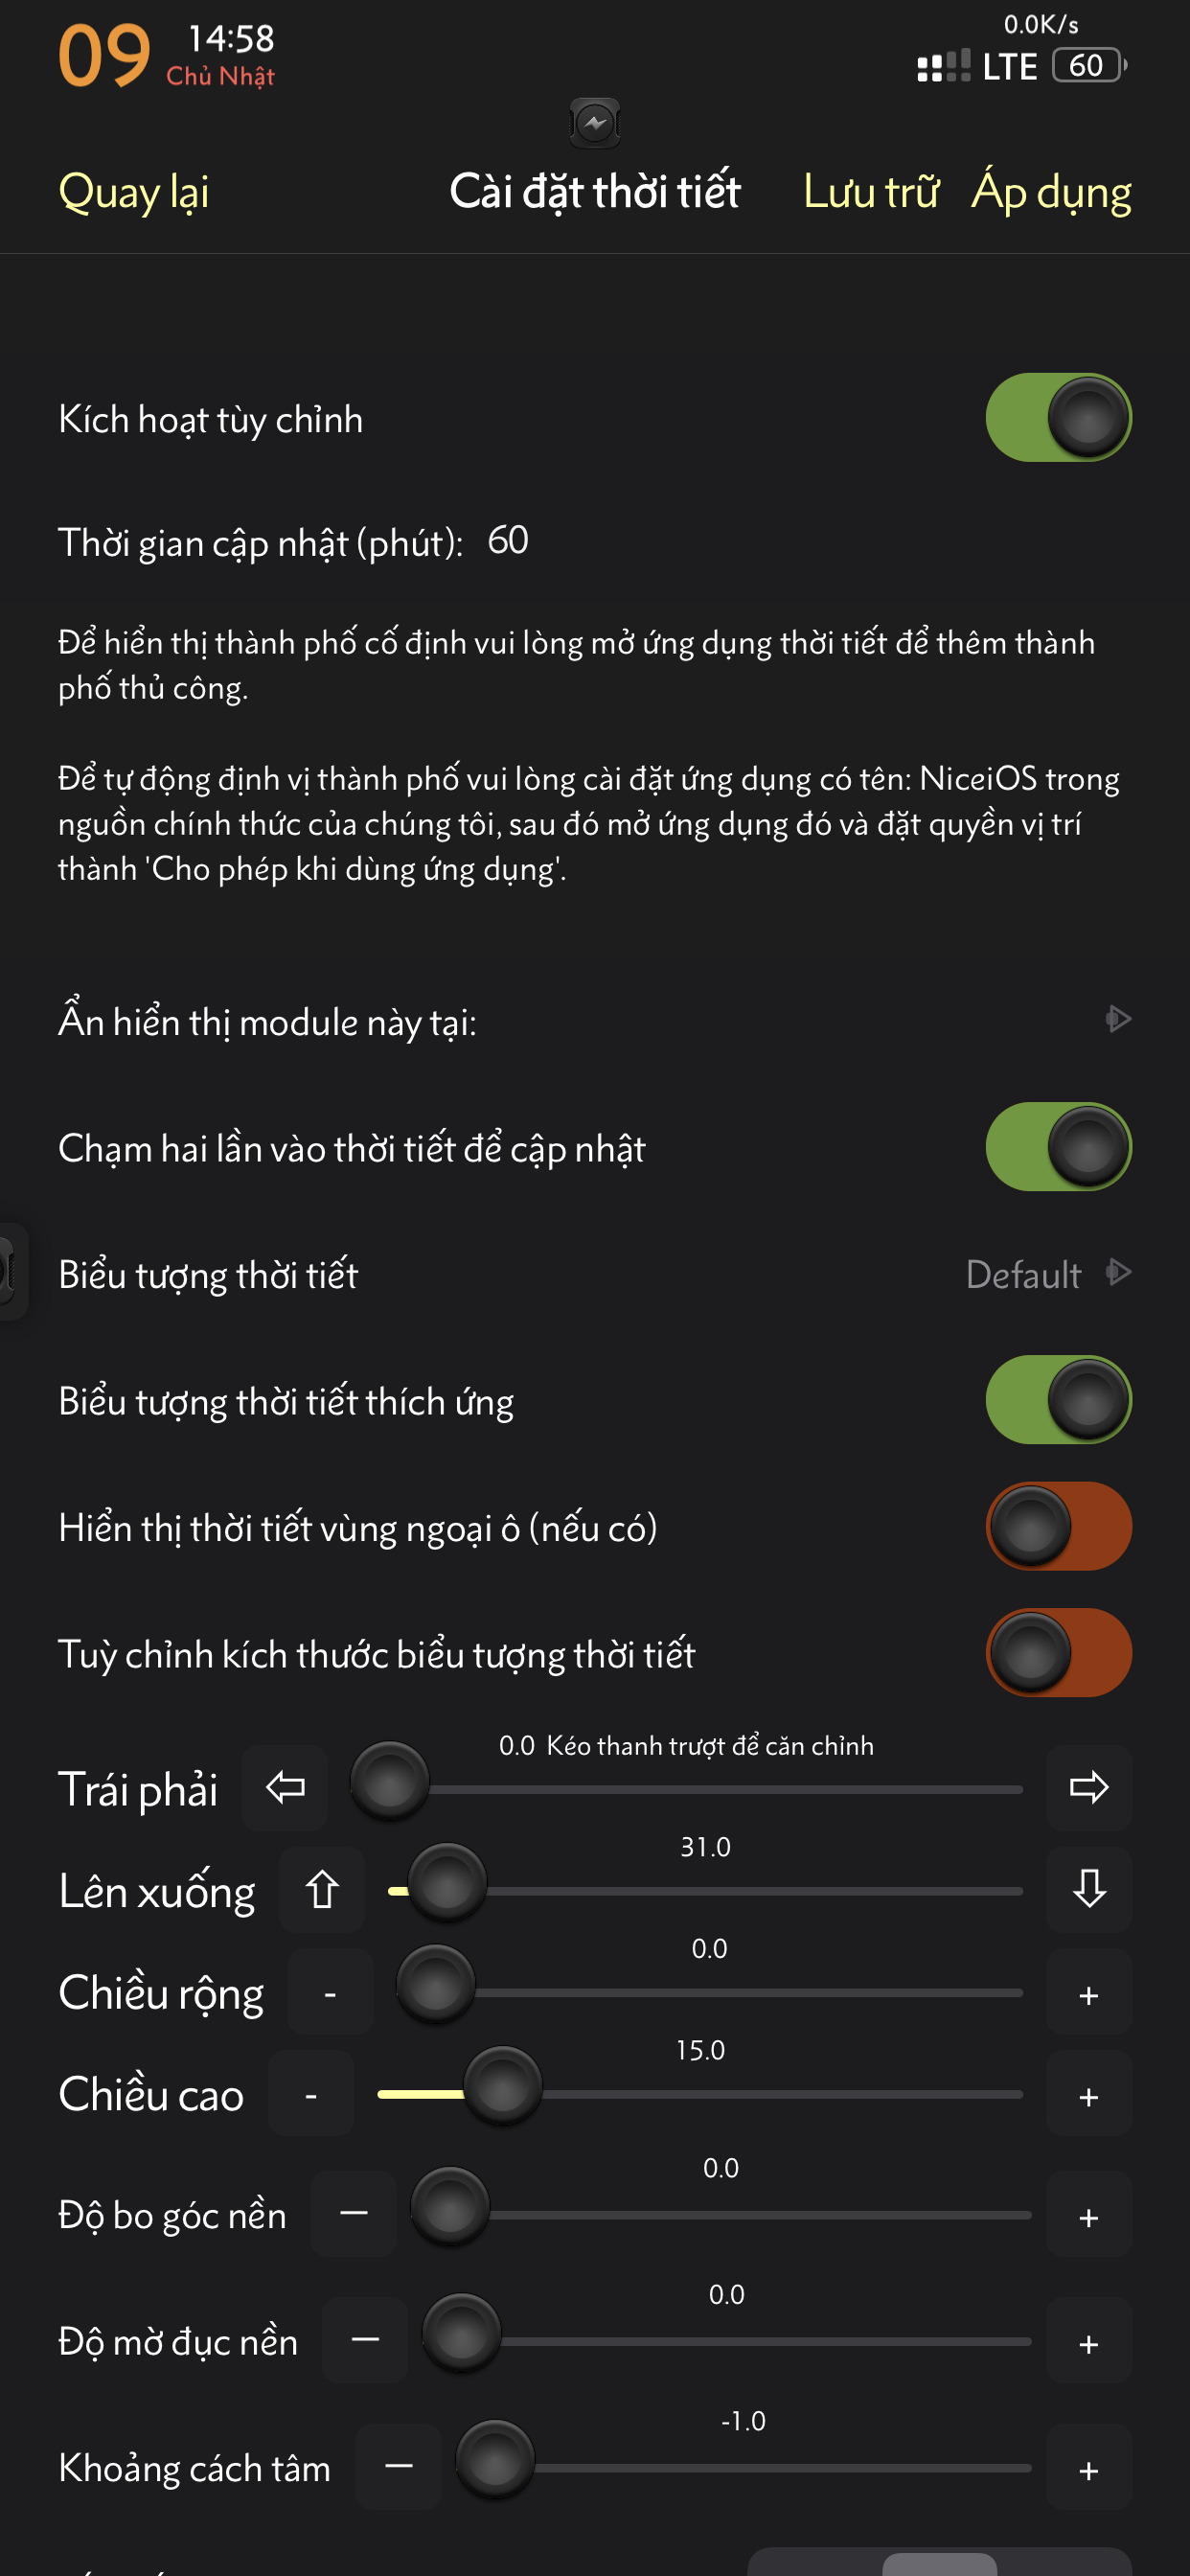 09
14:58
Chủ Nhật
0.0K/s
LTE 60
Quay lại Cài đặt thời tiết Lưu trữ Áp dụng
Kích hoạt tùy chỉnh
Thời gian cập nhật (phút): 60
Để hiển thị thành phố cố định vui lòng mở ứng dụng thời tiết để thêm thành
phố thủ công.
Để tự động định vị thành phố vui lòng cài đặt ứng dụng có tên: NiceiOS trong
nguồn chính thức của chúng tôi, sau đó mở ứng dụng đó và đặt quyền vị trí
thành 'Cho phép khi dùng ứng dụng'.
Ẩn hiển thị module này tại:
Chạm hai lần vào thời tiết để cập nhật
Biểu tượng thời tiết Default
Biểu tượng thời tiết thích ứng
Hiển thị thời tiết vùng ngoại ô (nếu có)
Tuỳ chỉnh kích thước biểu tượng thời tiết
0.0 Kéo thanh trượt để căn chỉnh
Trái phải
31.0
Lên xuống
0.0
Chiều rộng - +
15.0
Chiều cao - +
0.0
Độ bo góc nền — +
0.0
Độ mờ đục nền — +
-1.0
Khoảng cách tâm — +